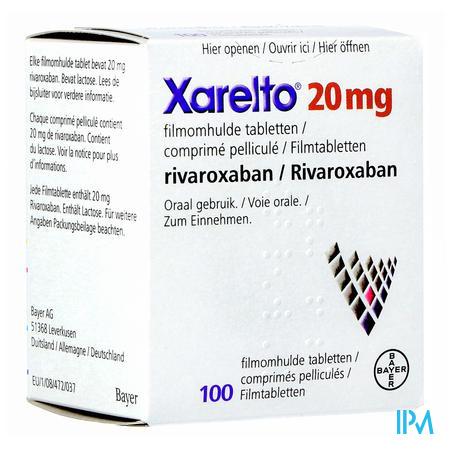 Hier openen / Ouvrir ici / Hier öffnen
Elke filmomhulde tablet bevat 20 mg
rivaroxaban. Bevat lactose. Lees de
bijsluiter voor verdere informatie.
Chaque comprimé pelliculé contient
20 mg de rivaroxaban. Contient
du lactose. Voir la notice pour plus
d'informations.
Jede Filmtablette enthält 20 mg
Rivaroxaban. Enthält Lactose. Für weitere
Angaben Packungsbeilage beachten.
Bayer AG
51368 Leverkusen
Duitsland / Allemagne / Deutschland
EU/1/08/472/037
Bayer
Xarelto® 20 mg
filmomhulde tabletten /
comprimé pelliculé / Filmtabletten
rivaroxaban / Rivaroxaban
Oraal gebruik. / Voie orale. /
Zum Einnehmen.
100 filmomhulde tabletten /
comprimés pelliculés /
Filmtabletten
BAYER
BAYER
IPM